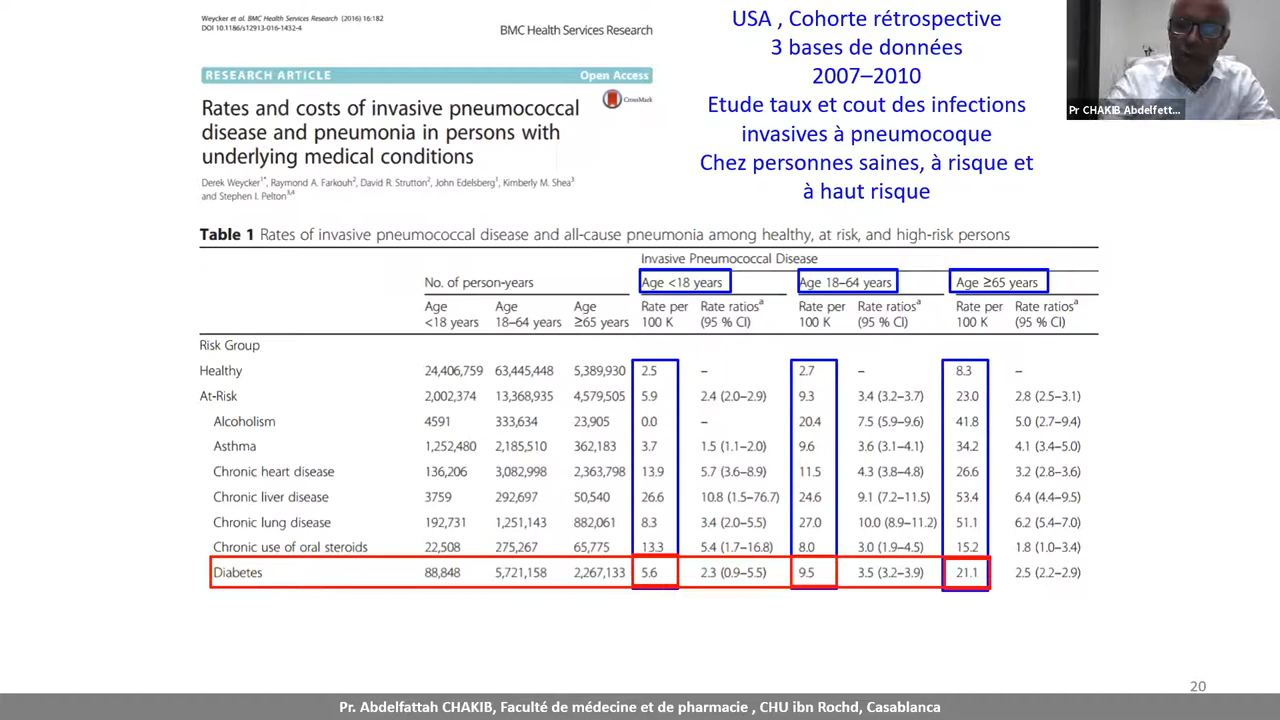 Weycker et al. BMC Health Services Research (2016) 16:182
DOI 10.1186/s12913-016-1432-4
BMC Health Services Research
RESEARCH ARTICLE
Open Access
Rates and costs of invasive pneumococcal
disease and pneumonia in persons with
underlying medical conditions
CrossMark
Derek Weycker1*, Raymond A. Farkouh2, David R. Strutton2, John Edelsberg1, Kimberly M. Shea3
and Stephen I. Pelton3,4
USA , Cohorte rétrospective
3 bases de données
2007–2010
Etude taux et cout des infections
invasives à pneumocoque
Chez personnes saines, à risque et
à haut risque
Pr CHAKIB Abdelfett...
Table 1 Rates of invasive pneumococcal disease and all-cause pneumonia among healthy, at risk, and high-risk persons
Invasive Pneumococcal Disease
No. of person-years Age <18 years Age 18–64 years Age ≥65 years
Age Age Age Rate per Rate ratiosa Rate per Rate ratiosa Rate per Rate ratiosa
<18 years 18–64 years ≥65 years 100 K (95 % CI) 100 K (95 % CI) 100 K (95 % CI)
Risk Group
Healthy 24,406,759 63,445,448 5,389,930 2.5 – 2.7 – 8.3 –
At-Risk 2,002,374 13,368,935 4,579,505 5.9 2.4 (2.0–2.9) 9.3 3.4 (3.2–3.7) 23.0 2.8 (2.5–3.1)
Alcoholism 4591 333,634 23,905 0.0 – 20.4 7.5 (5.9–9.6) 41.8 5.0 (2.7–9.4)
Asthma 1,252,480 2,185,510 362,183 3.7 1.5 (1.1–2.0) 9.6 3.6 (3.1–4.1) 34.2 4.1 (3.4–5.0)
Chronic heart disease 136,206 3,082,998 2,363,798 13.9 5.7 (3.6–8.9) 11.5 4.3 (3.8–4.8) 26.6 3.2 (2.8–3.6)
Chronic liver disease 3759 292,697 50,540 26.6 10.8 (1.5–76.7) 24.6 9.1 (7.2–11.5) 53.4 6.4 (4.4–9.5)
Chronic lung disease 192,731 1,251,143 882,061 8.3 3.4 (2.0–5.5) 27.0 10.0 (8.9–11.2) 51.1 6.2 (5.4–7.0)
Chronic use of oral steroids 22,508 275,267 65,775 13.3 5.4 (1.7–16.8) 8.0 3.0 (1.9–4.5) 15.2 1.8 (1.0–3.4)
Diabetes 88,848 5,721,158 2,267,133 5.6 2.3 (0.9–5.5) 9.5 3.5 (3.2–3.9) 21.1 2.5 (2.2–2.9)
20
Pr. Abdelfattah CHAKIB, Faculté de médecine et de pharmacie , CHU ibn Rochd, Casablanca